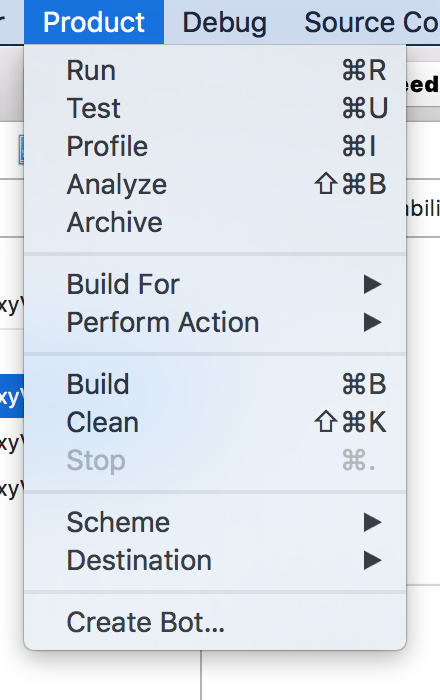 Product Debug Source Co
Run ⌘R
Test ⌘U
Profile ⌘I
Analyze ⇧⌘B
Archive
Build For ▶
Perform Action ▶
Build ⌘B
Clean ⇧⌘K
Stop ⌘.
Scheme ▶
Destination ▶
Create Bot...